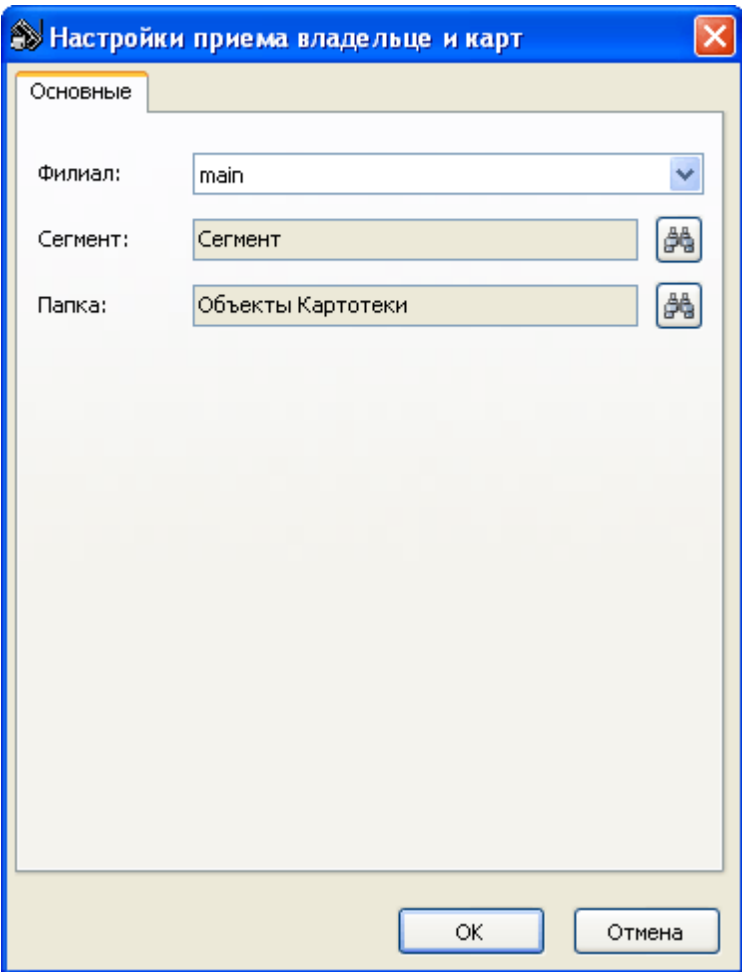 Настройки приема владельце и карт
Основные
Филиал: main
Сегмент: Сегмент
Папка: Объекты Картотеки
OK Отмена